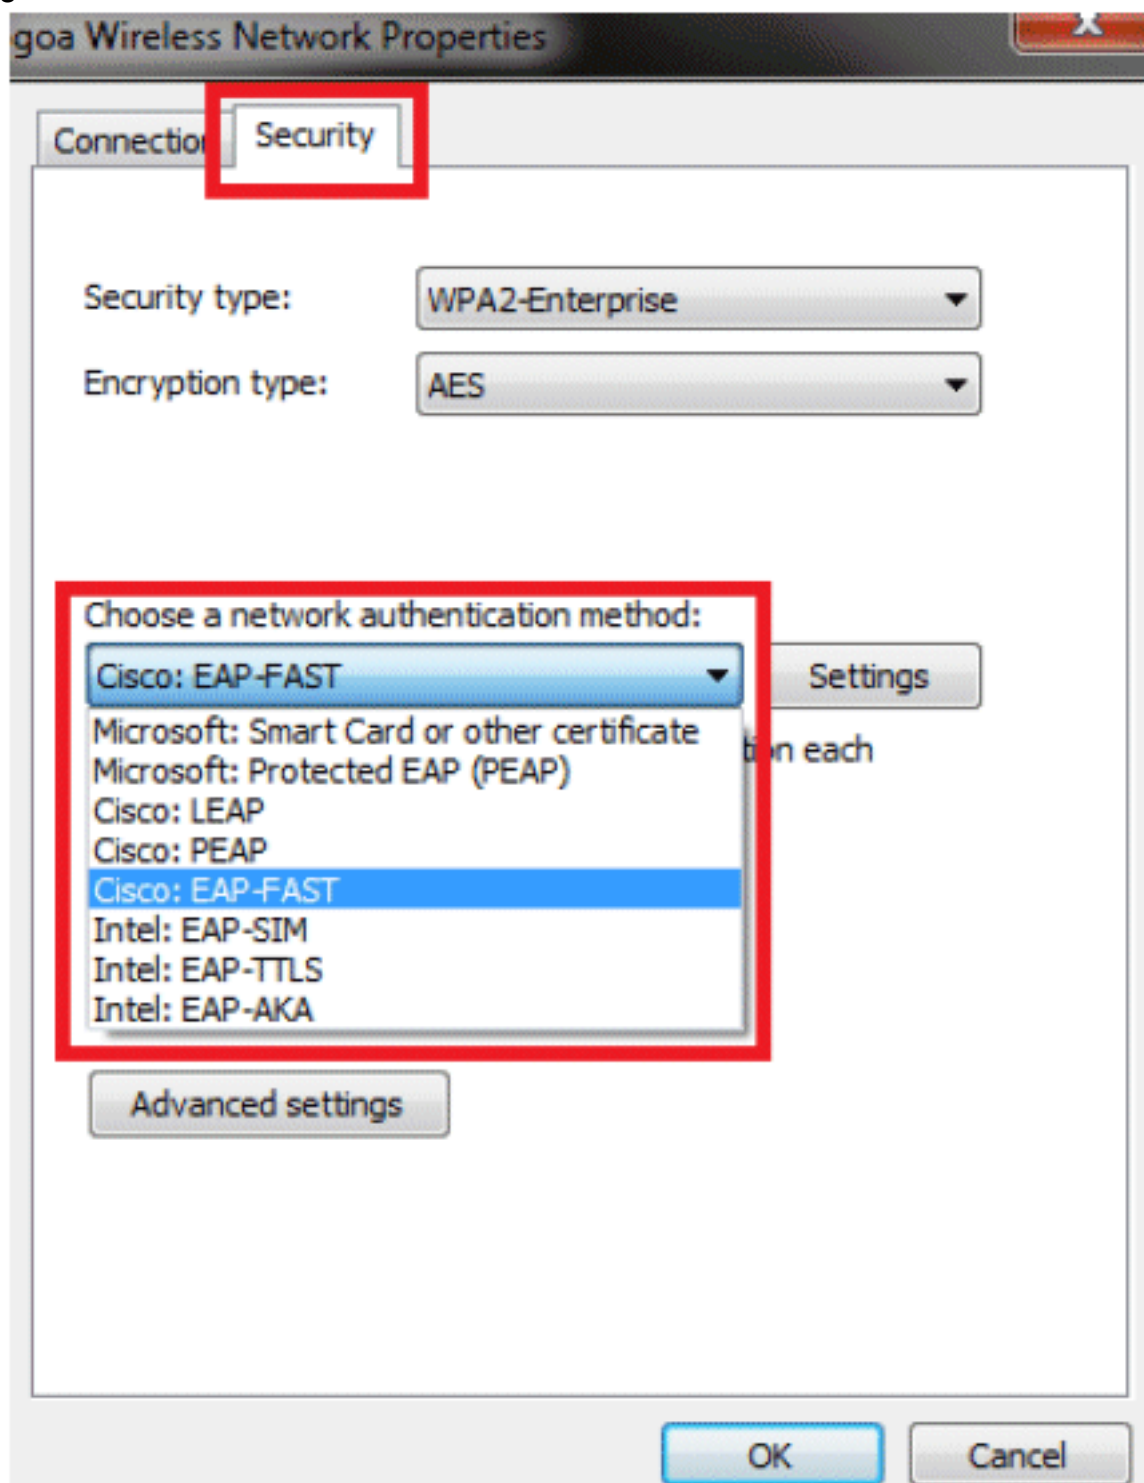 goa Wireless Network Properties
X
Connection Security
Security type: WPA2-Enterprise
Encryption type: AES
Choose a network authentication method:
Cisco: EAP-FAST Settings
Microsoft: Smart Card or other certificate
each
Microsoft: Protected EAP (PEAP)
Cisco: LEAP
Cisco: PEAP
Cisco: EAP-FAST
Intel: EAP-SIM
Intel: EAP-TTLS
Intel: EAP-AKA
Advanced settings
OK Cancel